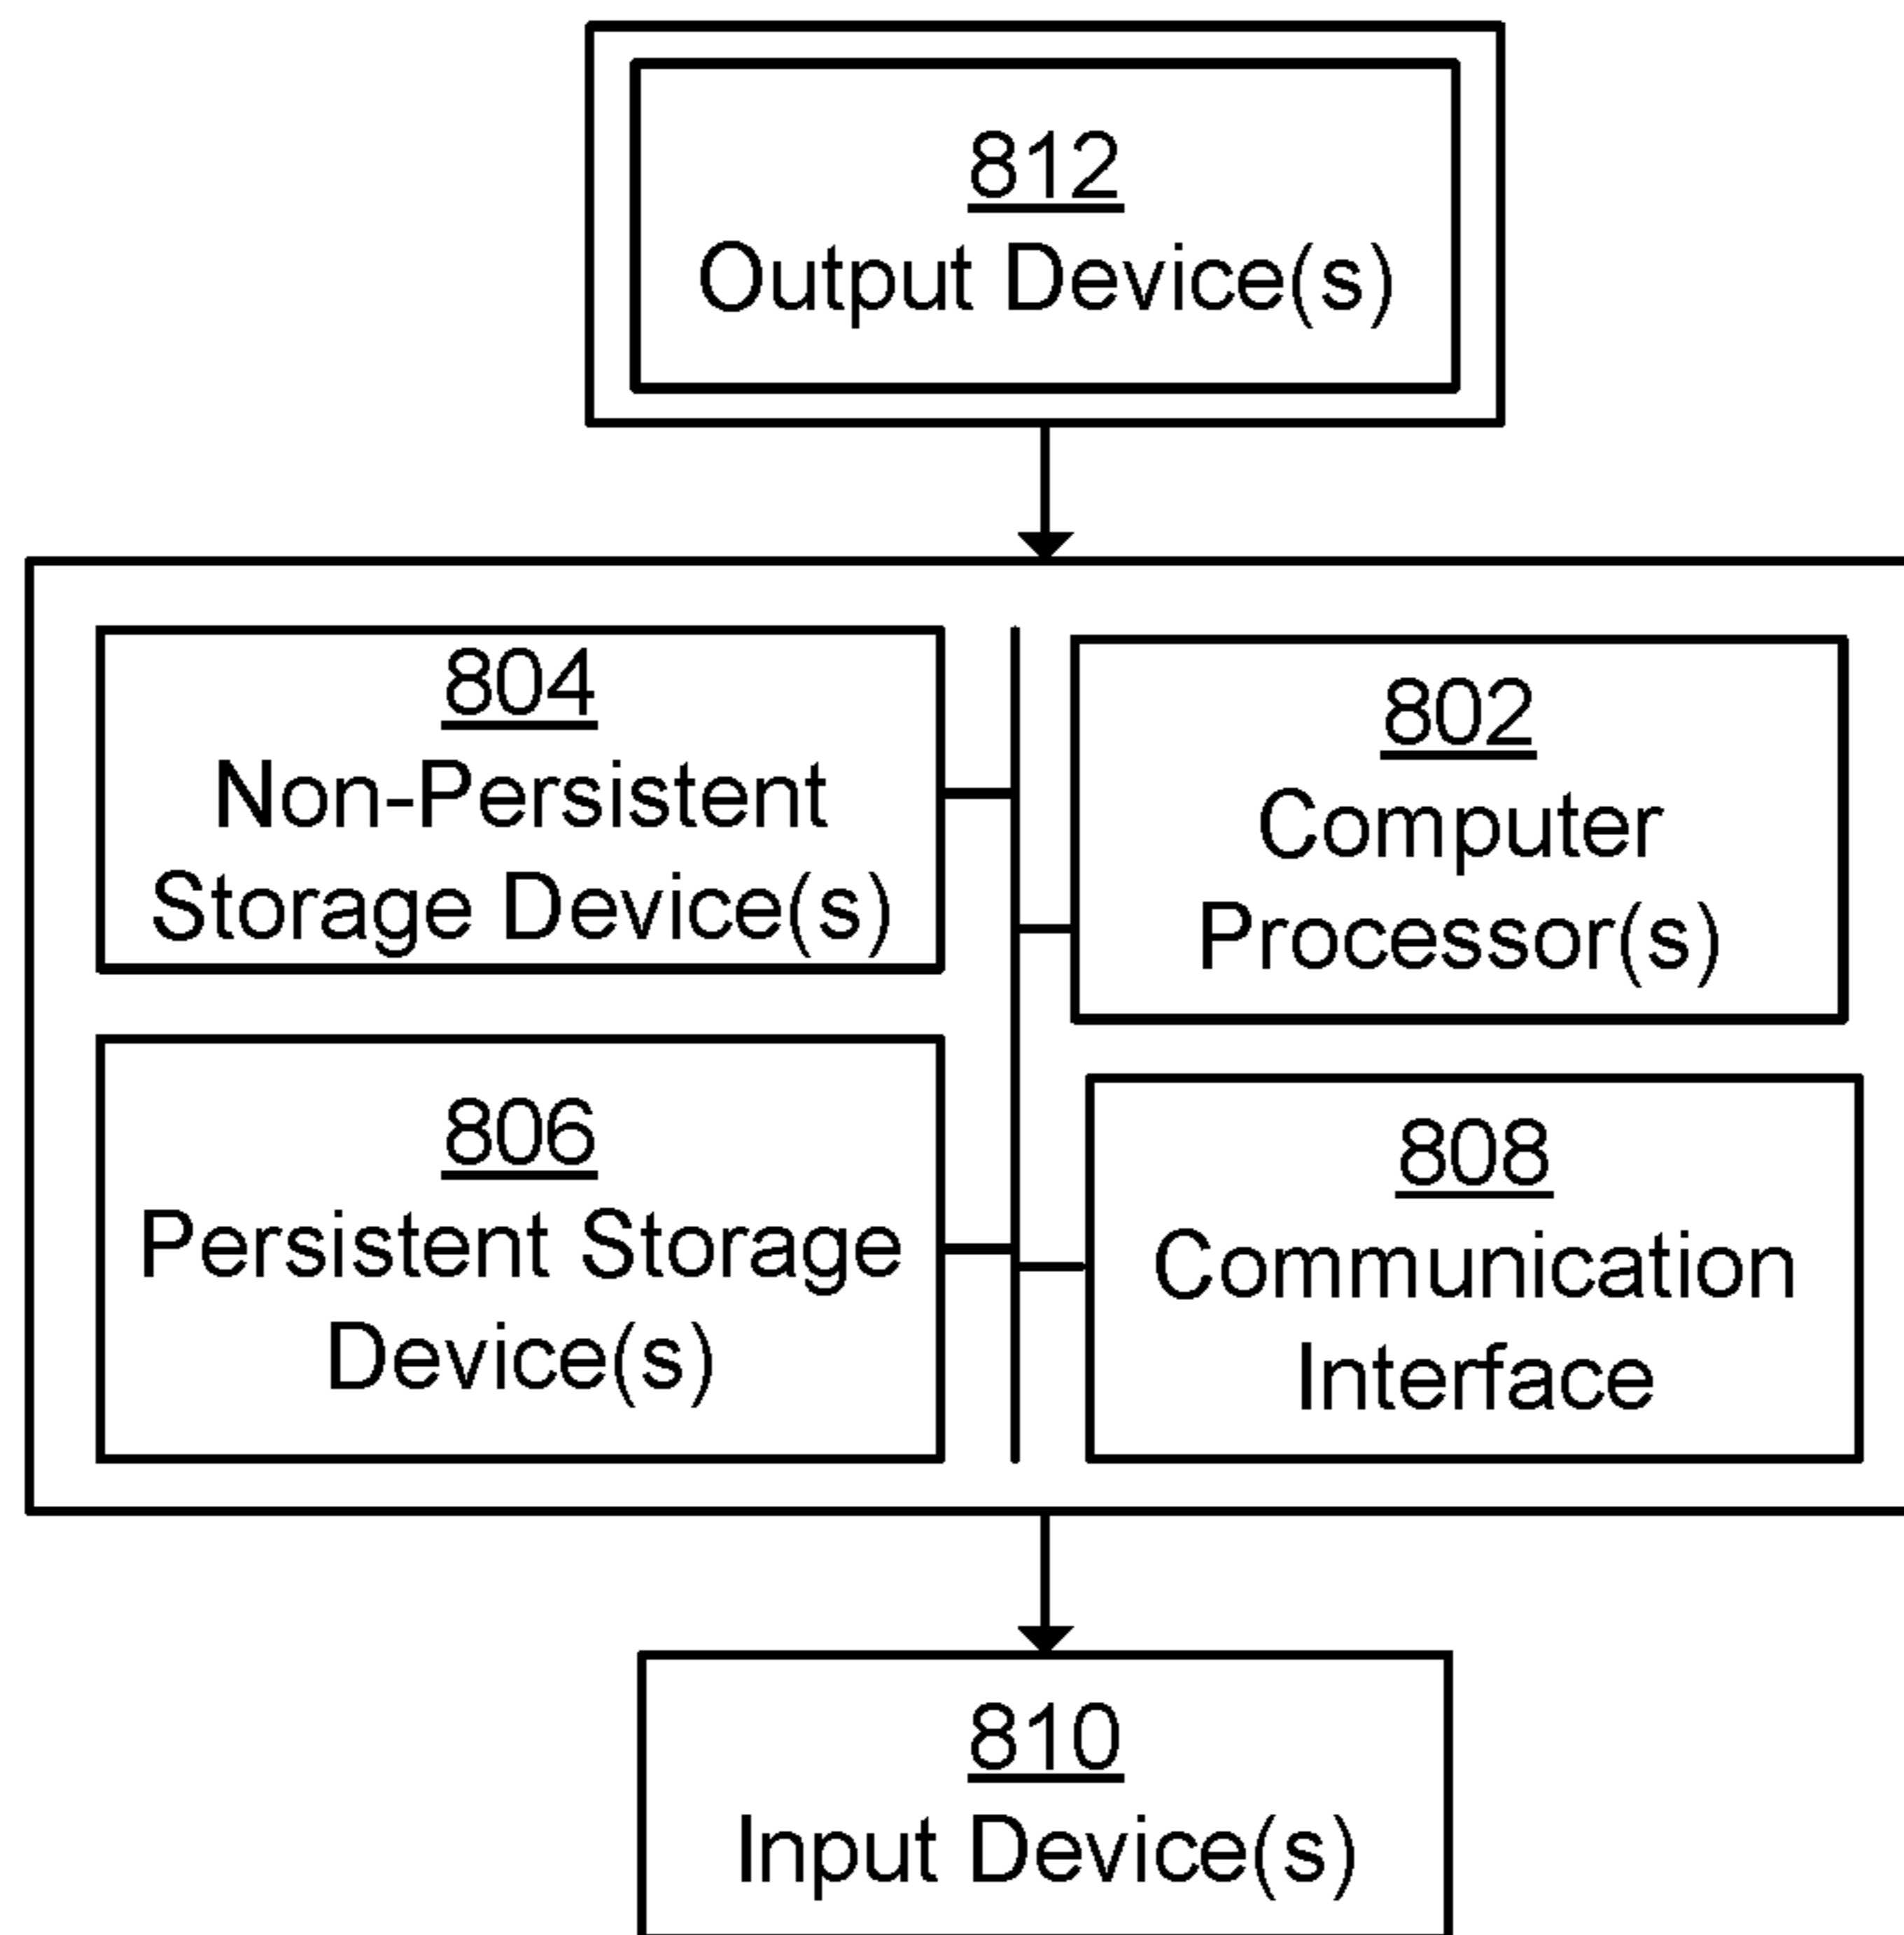 812
Output Device(s)
804
Non-Persistent
Storage Device(s)
802
Computer
Processor(s)
806
Persistent Storage
Device(s)
808
Communication
Interface
810
Input Device(s)